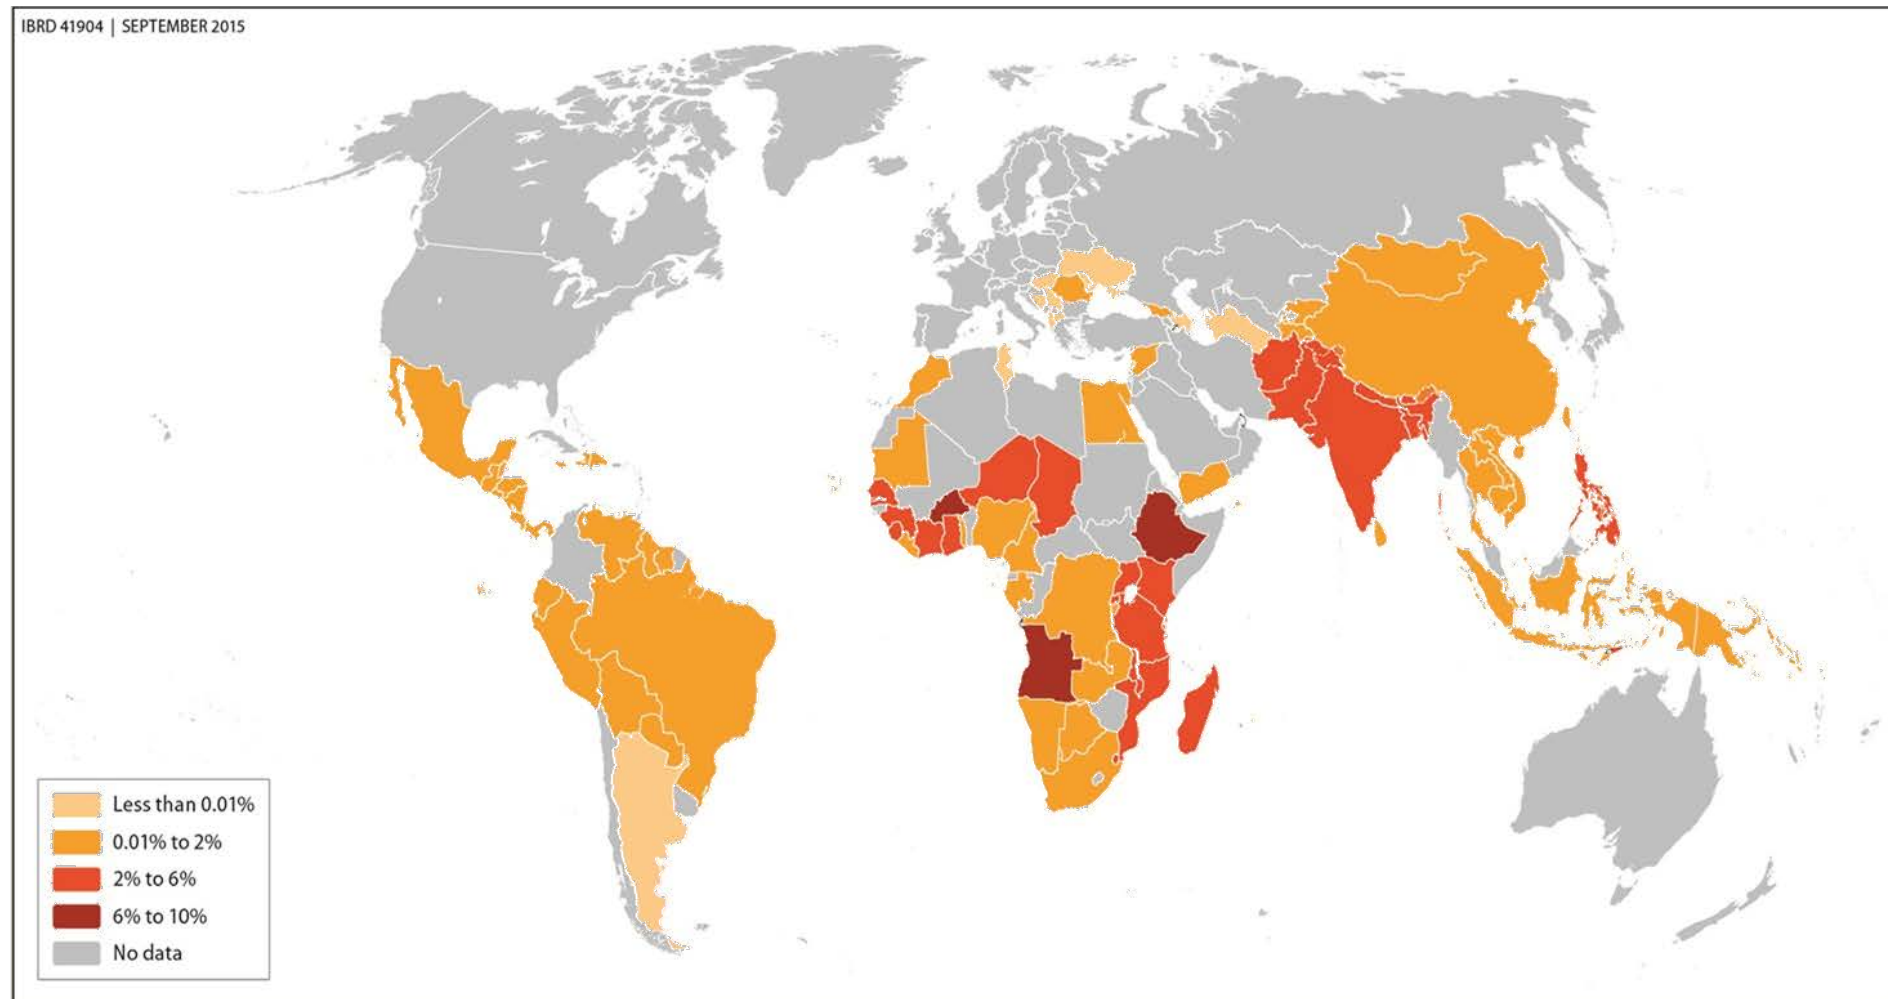 IBRD 41904 | SEPTEMBER 2015
Less than 0.01%
0.01% to 2%
2% to 6%
6% to 10%
No data